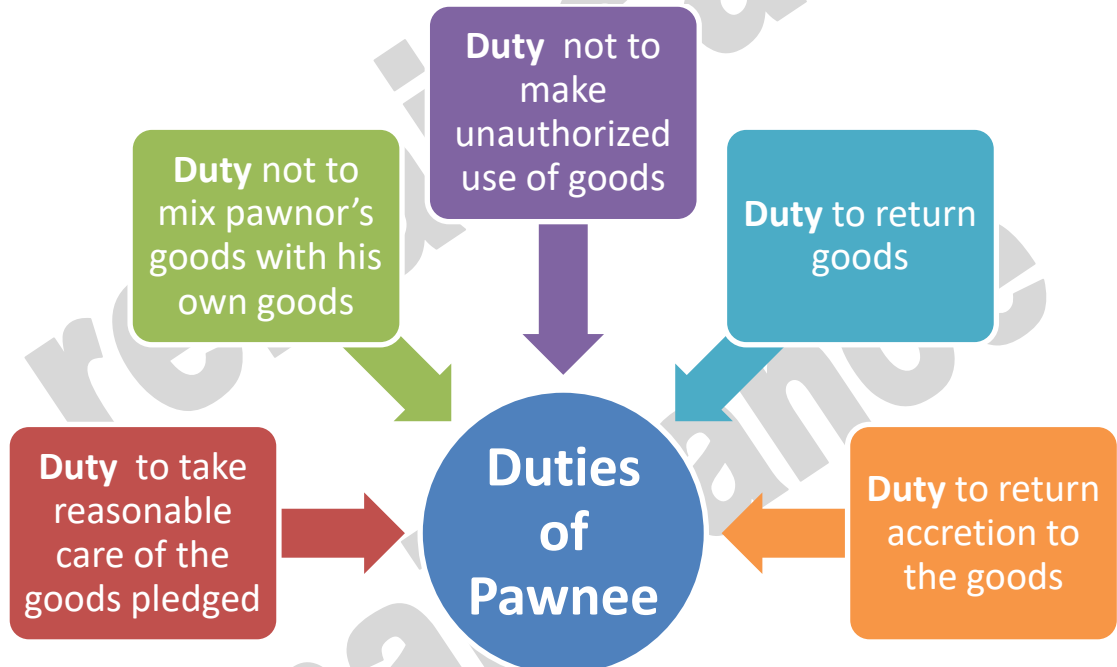 Duty not to
make
unauthorized
use of goods
Duty not to
mix pawnor's
goods with his
own goods
Duty to return
goods
Duty to take
reasonable
care of the
goods pledged
Duties
of
Pawnee
Duty to return
accretion to
the goods